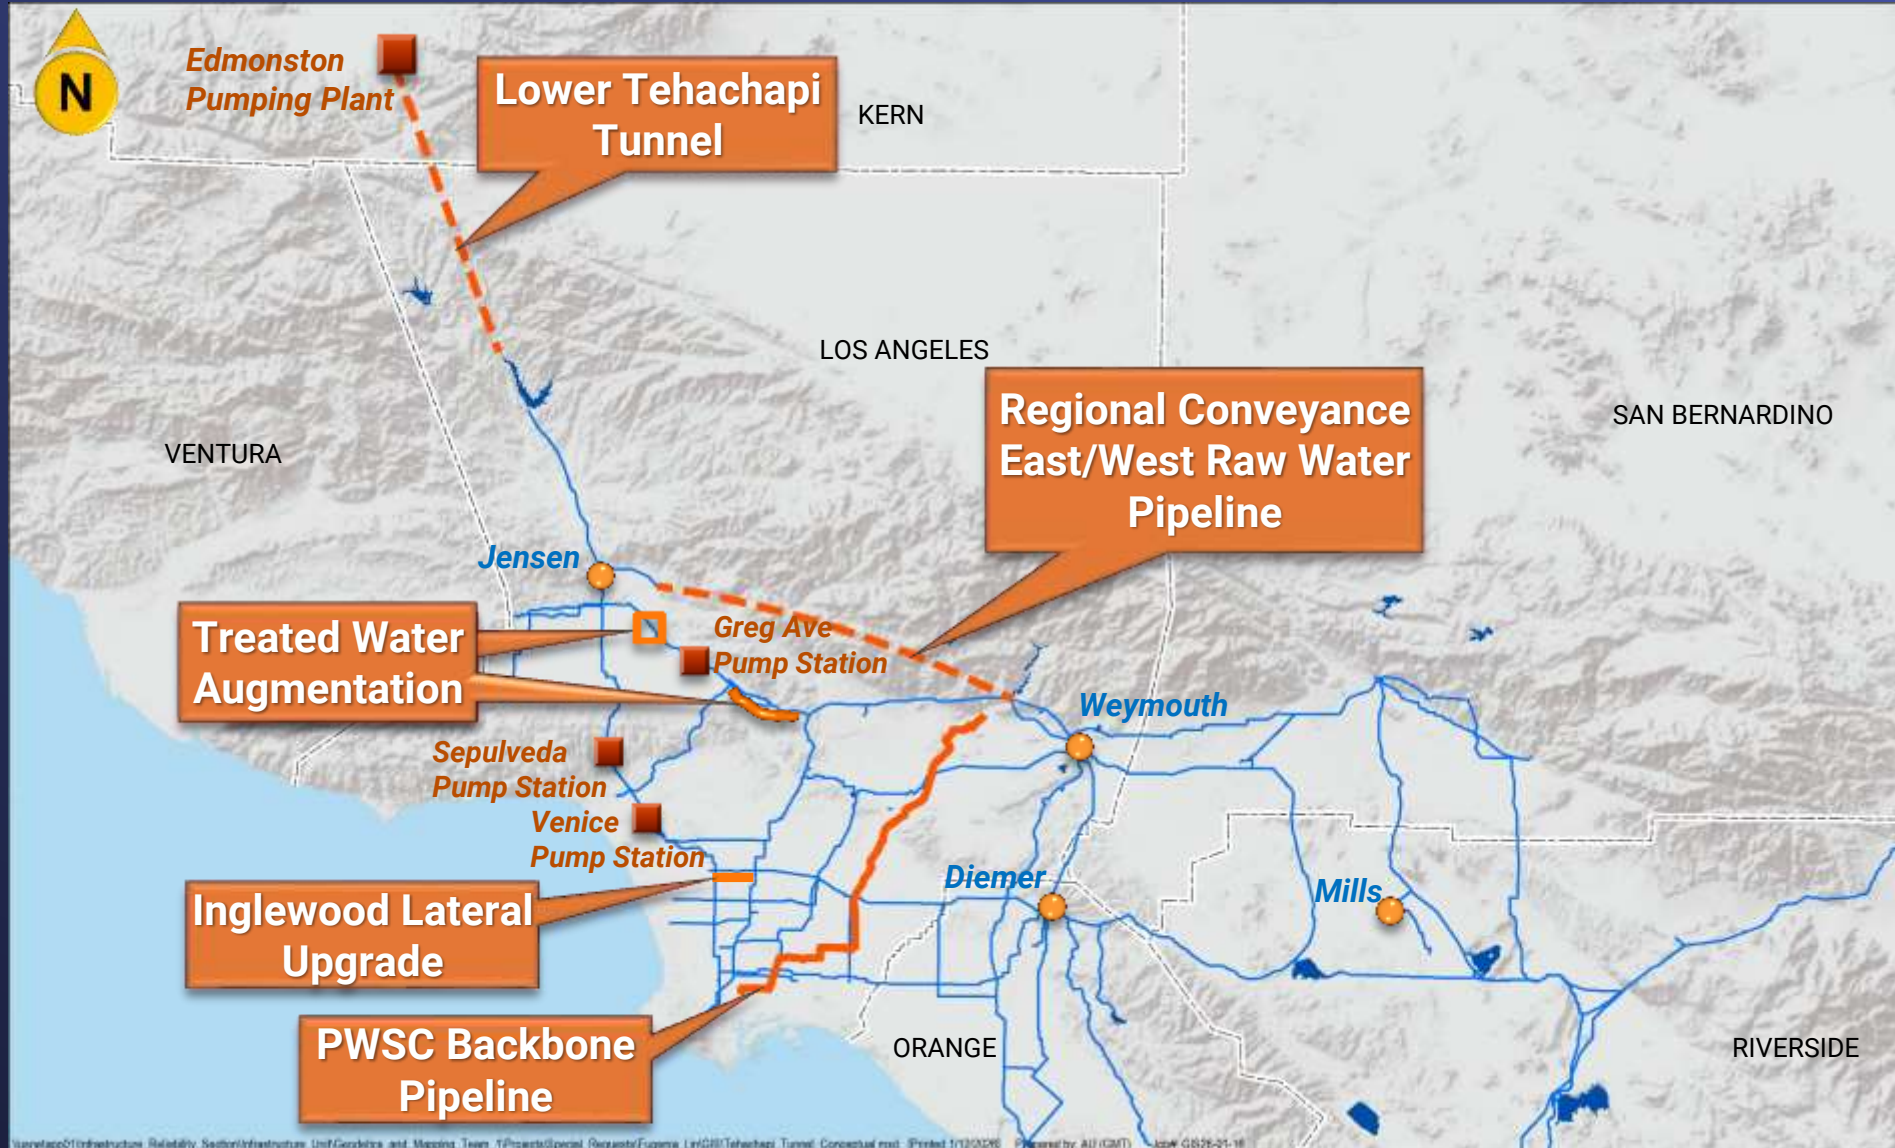 N
Edmonston
Pumping Plant
Lower Tehachapi
Tunnel
KERN
LOS ANGELES
Regional Conveyance
East/West Raw Water
Pipeline
SAN BERNARDINO
VENTURA
Jensen
Treated Water
Augmentation
Greg Ave
Pump Station
Weymouth
Sepulveda
Pump Station
Venice
Pump Station
Diemer
Mills
Inglewood Lateral
Upgrade
PWSC Backbone
Pipeline
ORANGE
RIVERSIDE